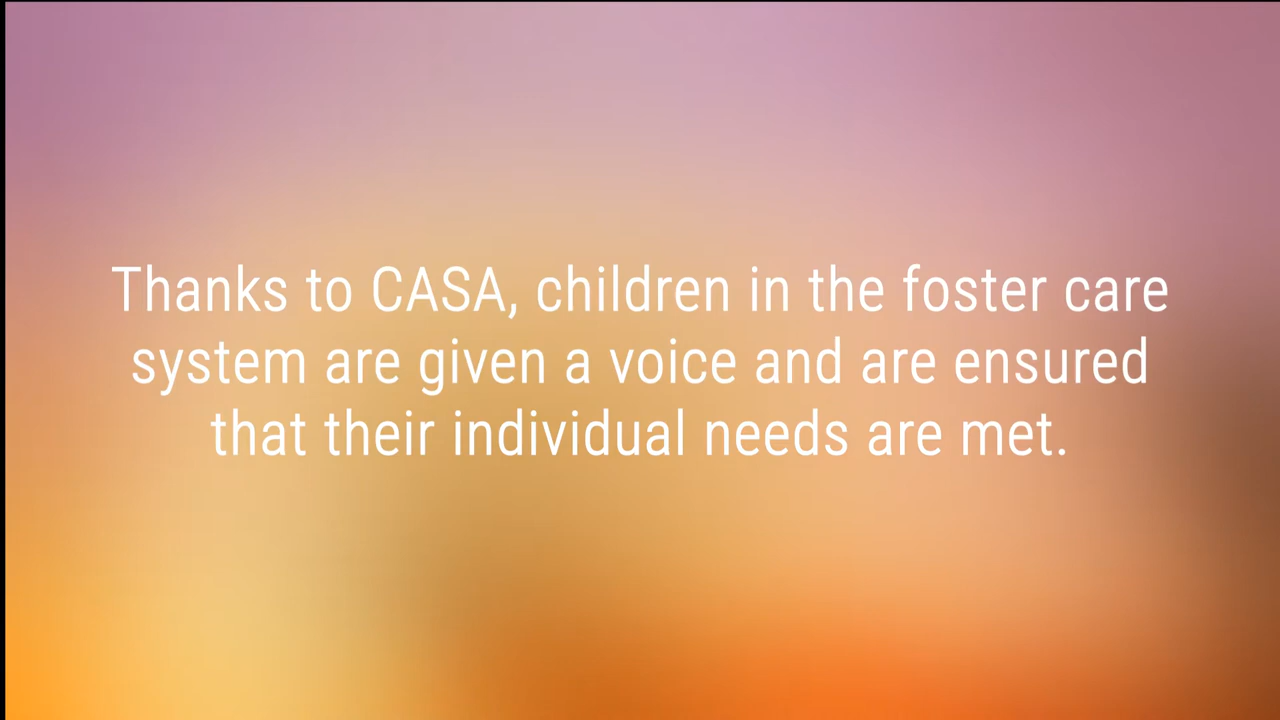 Thanks to CASA, children in the foster care
system are given a voice and are ensured
that their individual needs are met.